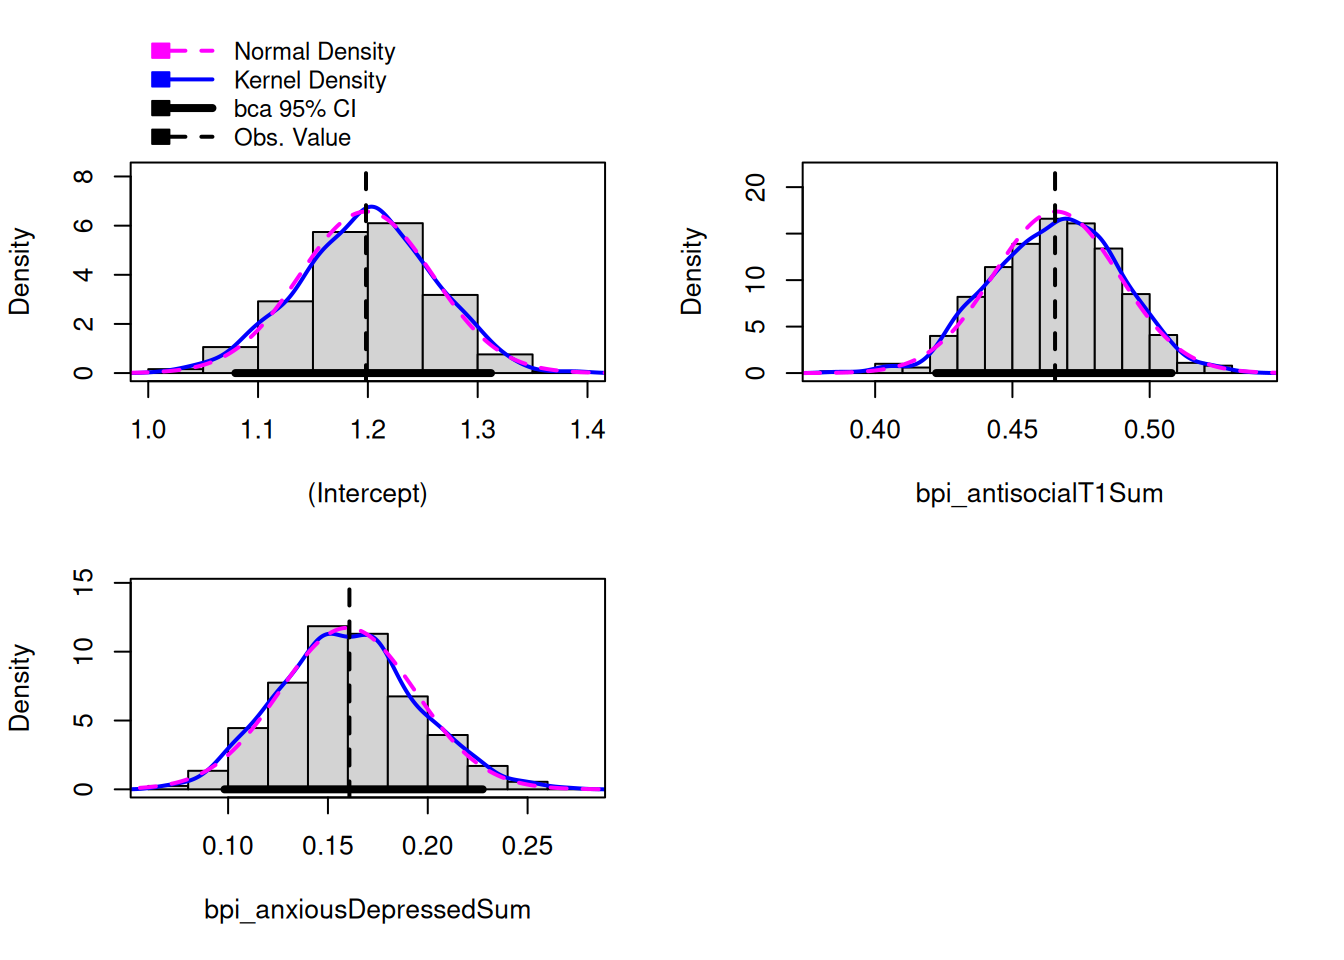 Normal Density
Kernel Density
bca 95% CI
Obs. Value
Density
0
2
4
6
8
1.0
1.1
1.2
1.3
1.4
(Intercept)
Density
0
5
10
20
0.40
0.45
0.50
bpi_antisocialT1Sum
Density
0
5
10
15
0.10
0.15
0.20
0.25
bpi_anxiousDepressedSum